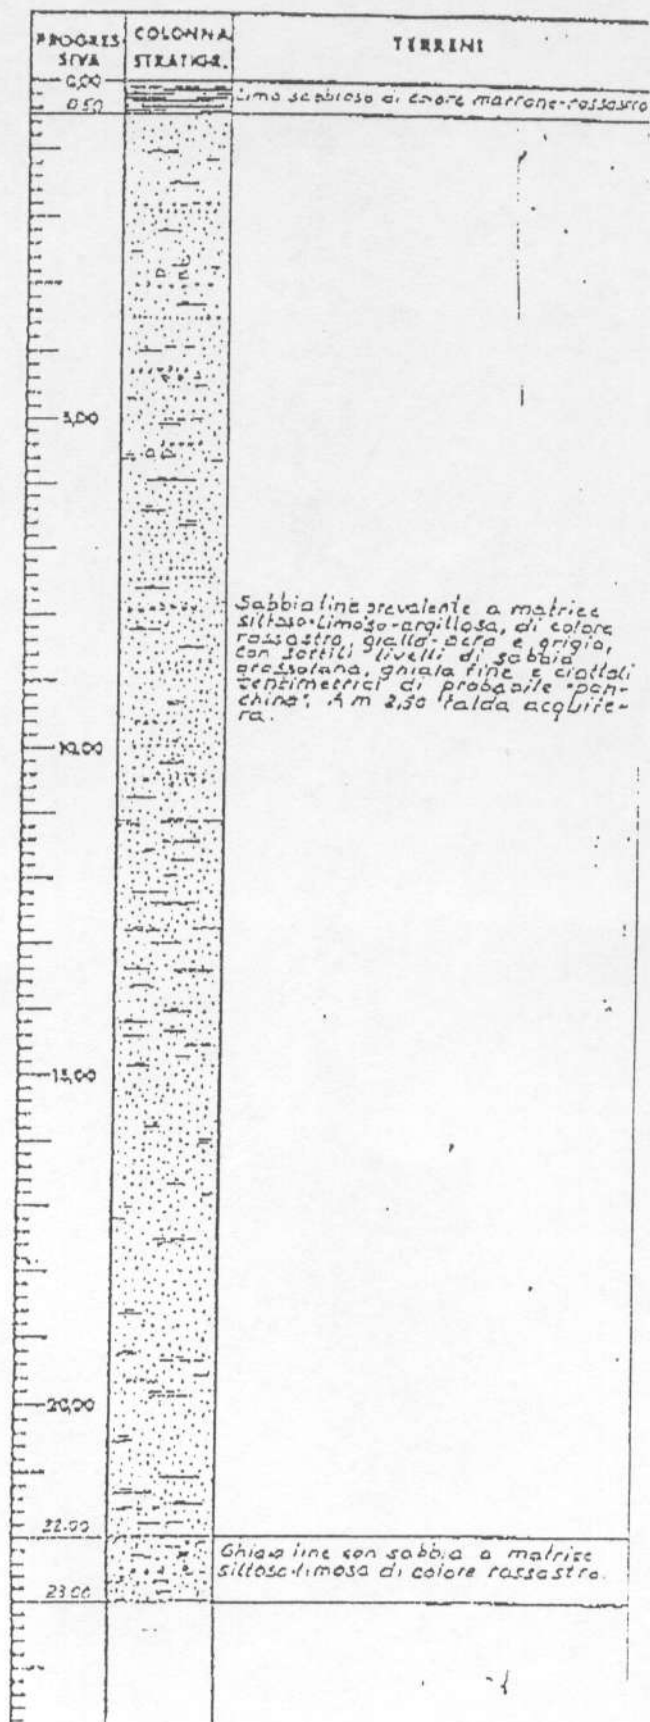 PROGRES
SIVA
COLONNA
STRATIGR.
TERRENI
0,00
0,50
Limo sabbioso di colore marrone-rossastro
5,00
Sabbia fine prevalente a matrice
siltoso-limoso-argillosa, di colore
rossastro, giallo-ocra e grigio,
con sottili livelli di sabbia
grossolana, ghiaia fine e ciottoli
centimetrici di probabile "pan-
china". A m 2,50 falda acquife-
ra.
10,00
15,00
20,00
22.00
Ghiaia fine con sabbia a matrice
siltoso-limosa di colore rossastro.
23.00